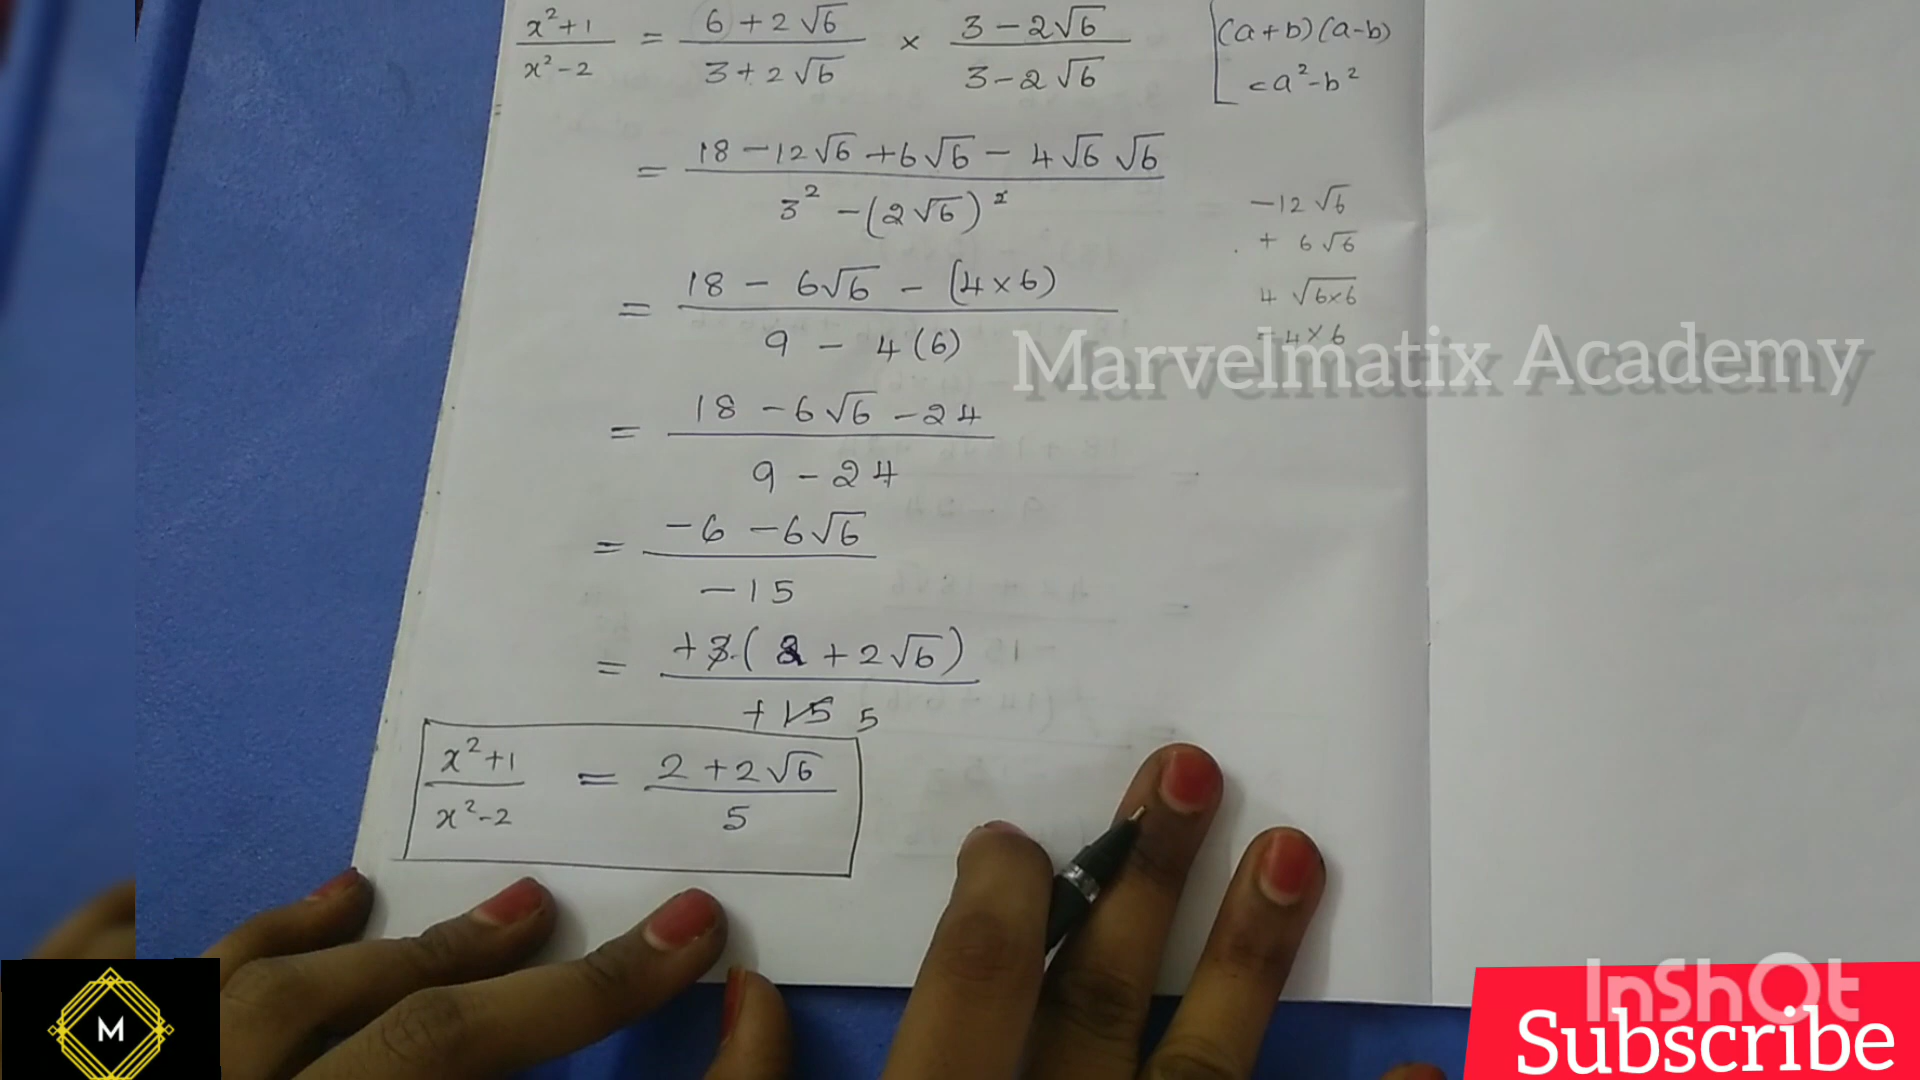 x²+1/x²-2 = 6+2√6/3+2√6 × 3-2√6/3-2√6
[(a+b)(a-b)
=a²-b²
= 18-12√6+6√6-4√6√6/3²-(2√6)²
-12√6
+ 6√6
4√6×6
-4×6
= 18-6√6-(4×6)/9-4(6)
Marvelmatix Academy
= 18-6√6-24/9-24
= -6-6√6/-15
= +3(2+2√6)/+15 5
x²+1/x²-2 = 2+2√6/5
M
InShOt
Subscribe